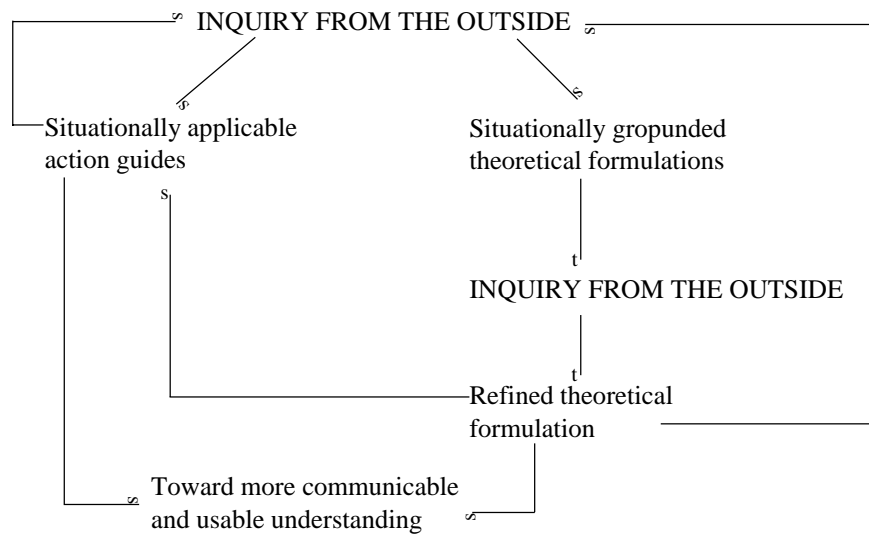 s INQUIRY FROM THE OUTSIDE s
s s
Situationally applicable
action guides
Situationally gropunded
theoretical formulations
s
t
INQUIRY FROM THE OUTSIDE
t
Refined theoretical
formulation
Toward more communicable
and usable understanding
s s